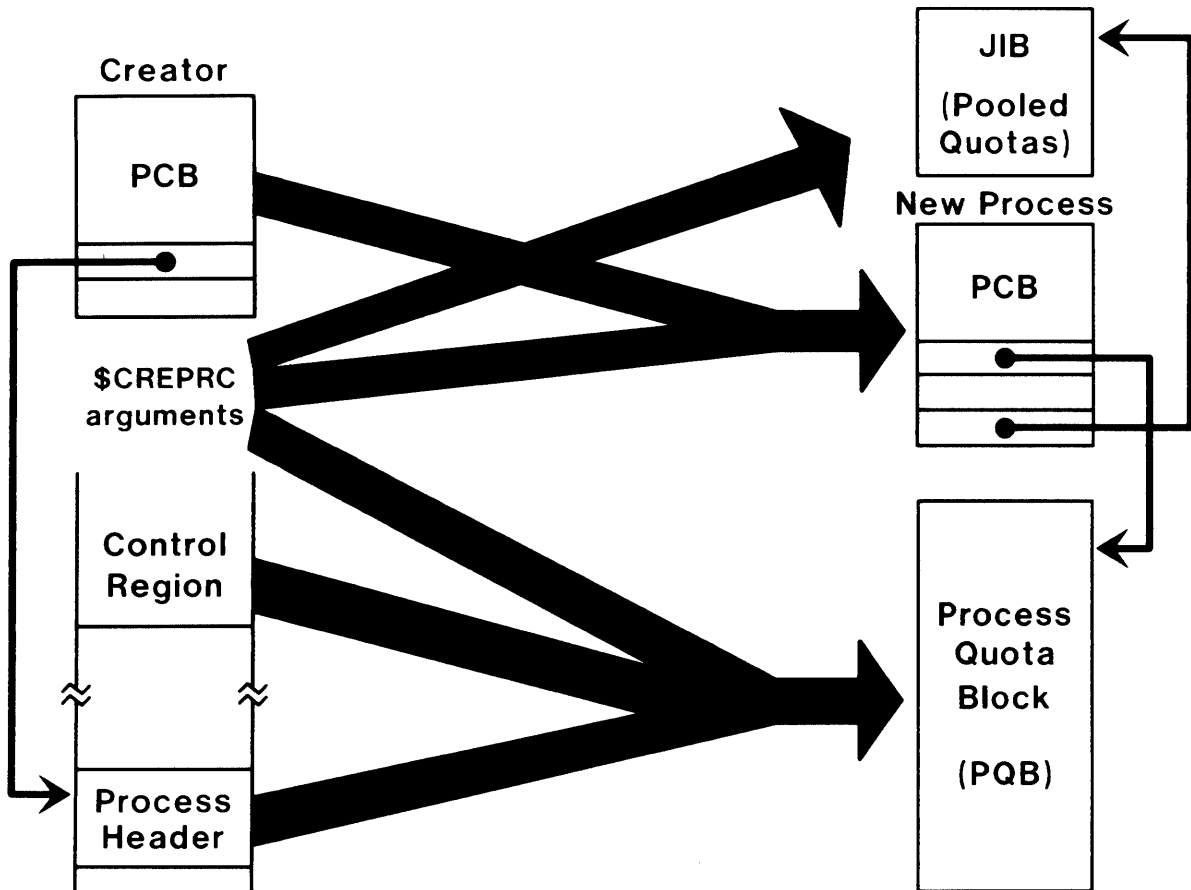 Creator
PCB
$CREPRC
arguments
Control
Region
Process
Header
JIB
(Pooled
Quotas)
New Process
PCB
Process
Quota
Block
(PQB)